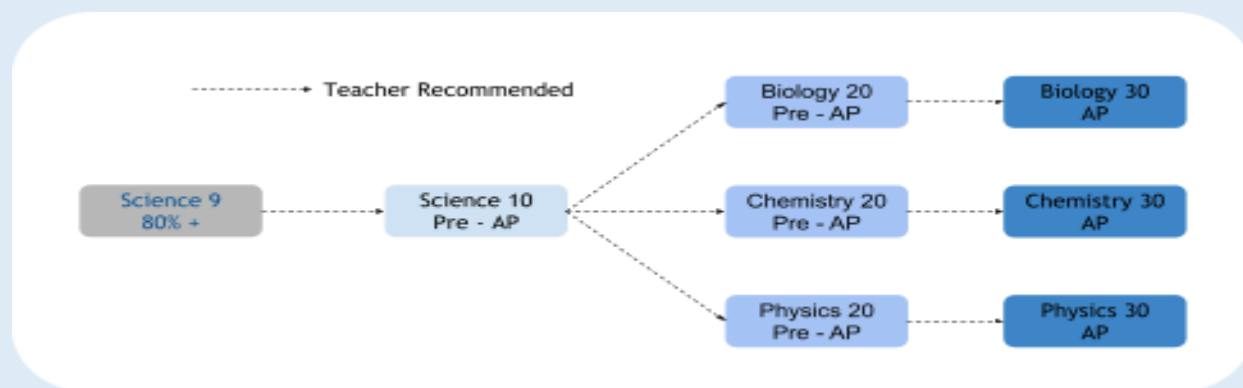 Teacher Recommended
Science 9
80% +
Science 10
Pre - AP
Biology 20
Pre - AP
Biology 30
AP
Chemistry 20
Pre - AP
Chemistry 30
AP
Physics 20
Pre - AP
Physics 30
AP